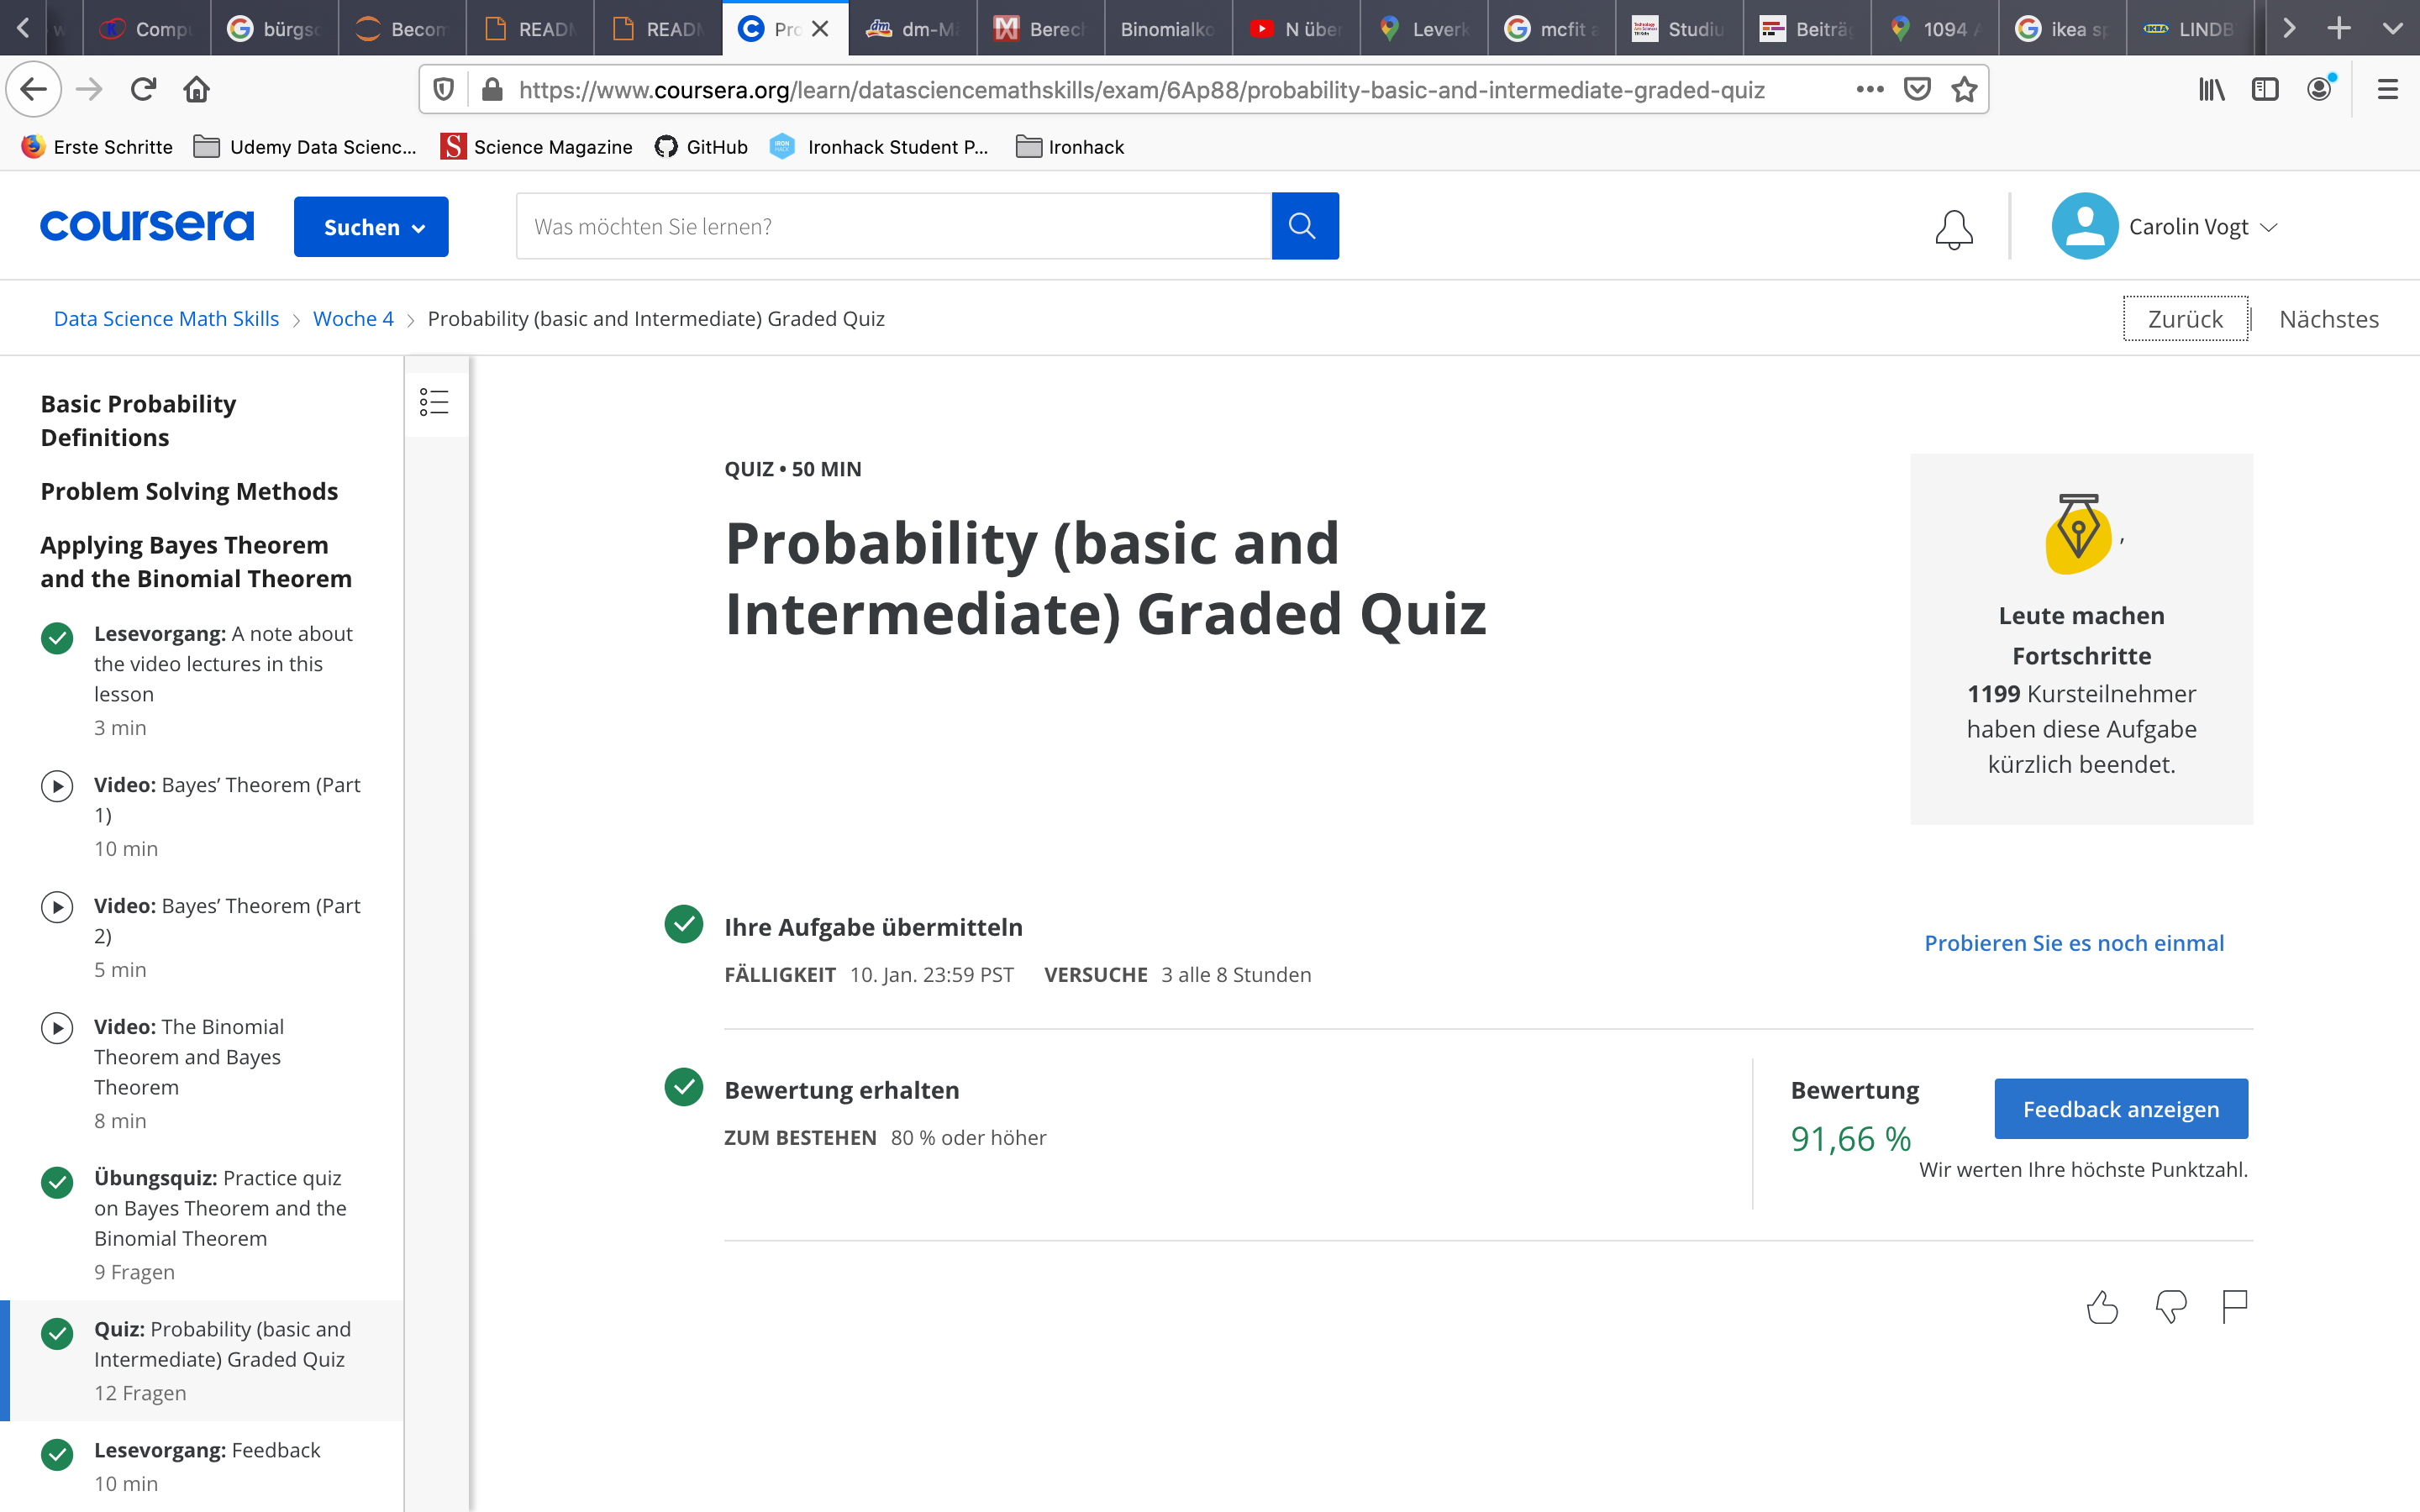 Comp
bürgs
Becom
READ
READ
Pro
dm-M
Berech
Binomialko
N über
Leverk
mcfit a
Studiu
Beiträ
1094 A
ikea sp
LINDB
https://www.coursera.org/learn/datasciencemathskills/exam/6Ap88/probability-basic-and-intermediate-graded-quiz
Erste Schritte
Udemy Data Scienc...
Science Magazine
GitHub
Ironhack Student P...
Ironhack
coursera
Suchen
Was möchten Sie lernen?
Carolin Vogt
Data Science Math Skills
Woche 4
Probability (basic and Intermediate) Graded Quiz
Zurück
Nächstes
Basic Probability
Definitions
Problem Solving Methods
Applying Bayes Theorem
and the Binomial Theorem
Lesevorgang: A note about
the video lectures in this
lesson
3 min
Video: Bayes’ Theorem (Part
1)
10 min
Video: Bayes’ Theorem (Part
2)
5 min
Video: The Binomial
Theorem and Bayes
Theorem
8 min
Übungsquiz: Practice quiz
on Bayes Theorem and the
Binomial Theorem
9 Fragen
Quiz: Probability (basic and
Intermediate) Graded Quiz
12 Fragen
Lesevorgang: Feedback
10 min
QUIZ • 50 MIN
Probability (basic and
Intermediate) Graded Quiz
,
Leute machen
Fortschritte
1199 Kursteilnehmer
haben diese Aufgabe
kürzlich beendet.
Ihre Aufgabe übermitteln
FÄLLIGKEIT 10. Jan. 23:59 PST VERSUCHE 3 alle 8 Stunden
Probieren Sie es noch einmal
Bewertung erhalten
ZUM BESTEHEN 80 % oder höher
Bewertung
91,66 %
Feedback anzeigen
Wir werten Ihre höchste Punktzahl.